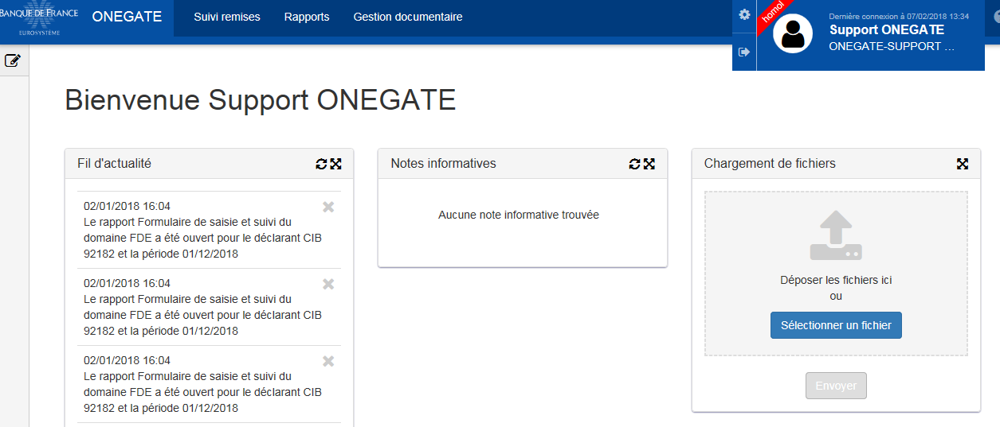 BANQUE DE FRANCE
EUROSYSTÈME
ONEGATE
Suivi remises
Rapports
Gestion documentaire
homol
Dernière connexion à 07/02/2018 13:34
Support ONEGATE
ONEGATE-SUPPORT ...
Bienvenue Support ONEGATE
Fil d'actualité
02/01/2018 16:04
Le rapport Formulaire de saisie et suivi du
domaine FDE a été ouvert pour le déclarant CIB
92182 et la période 01/12/2018
02/01/2018 16:04
Le rapport Formulaire de saisie et suivi du
domaine FDE a été ouvert pour le déclarant CIB
92182 et la période 01/12/2018
02/01/2018 16:04
Le rapport Formulaire de saisie et suivi du
domaine FDE a été ouvert pour le déclarant CIB
92182 et la période 01/12/2018
Notes informatives
Aucune note informative trouvée
Chargement de fichiers
Déposer les fichiers ici
ou
Sélectionner un fichier
Envoyer